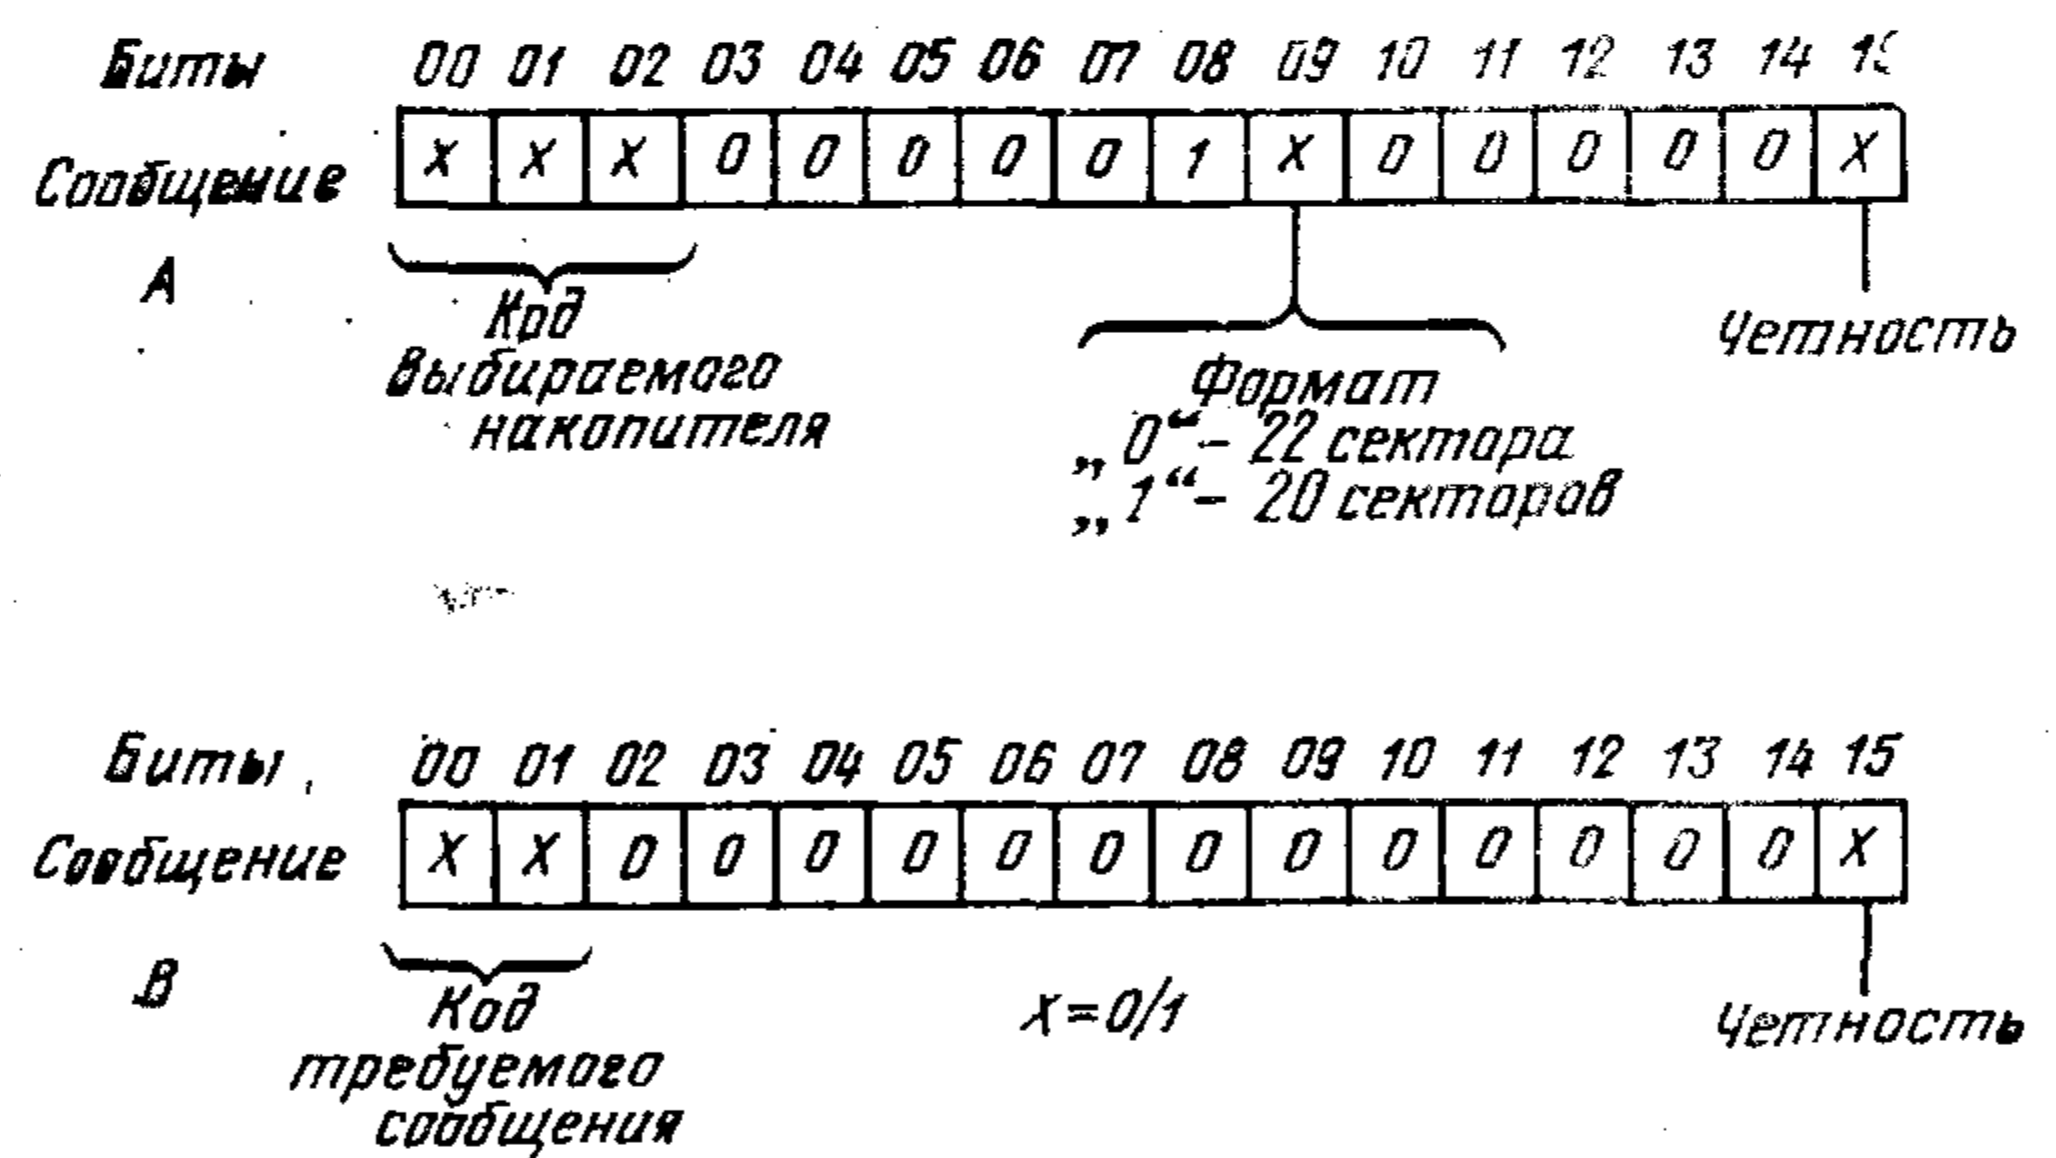 Биты 00 01 02 03 04 05 06 07 08 09 10 11 12 13 14 15
Сообщение X X X 0 0 0 0 0 1 X 0 0 0 0 0 X
А
Код
выбираемого
накопителя
Формат
„0“ – 22 сектора
„1“ – 20 секторов
Четность
Биты 00 01 02 03 04 05 06 07 08 09 10 11 12 13 14 15
Сообщение X X 0 0 0 0 0 0 0 0 0 0 0 0 0 X
В
Код
требуемого
сообщения
X=0/1
Четность